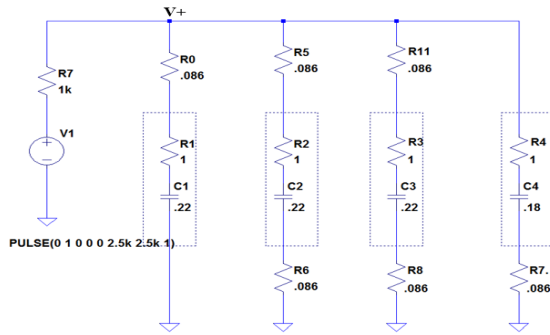 V+
R0
.086
R5
.086
R11
.086
R7
1k
V1
R1
1
R2
1
R3
1
R4
1
C1
.22
C2
.22
C3
.22
C4
.18
PULSE(0 1 0 0 0 2.5k 2.5k 1)
R6
.086
R8
.086
R7.
.086